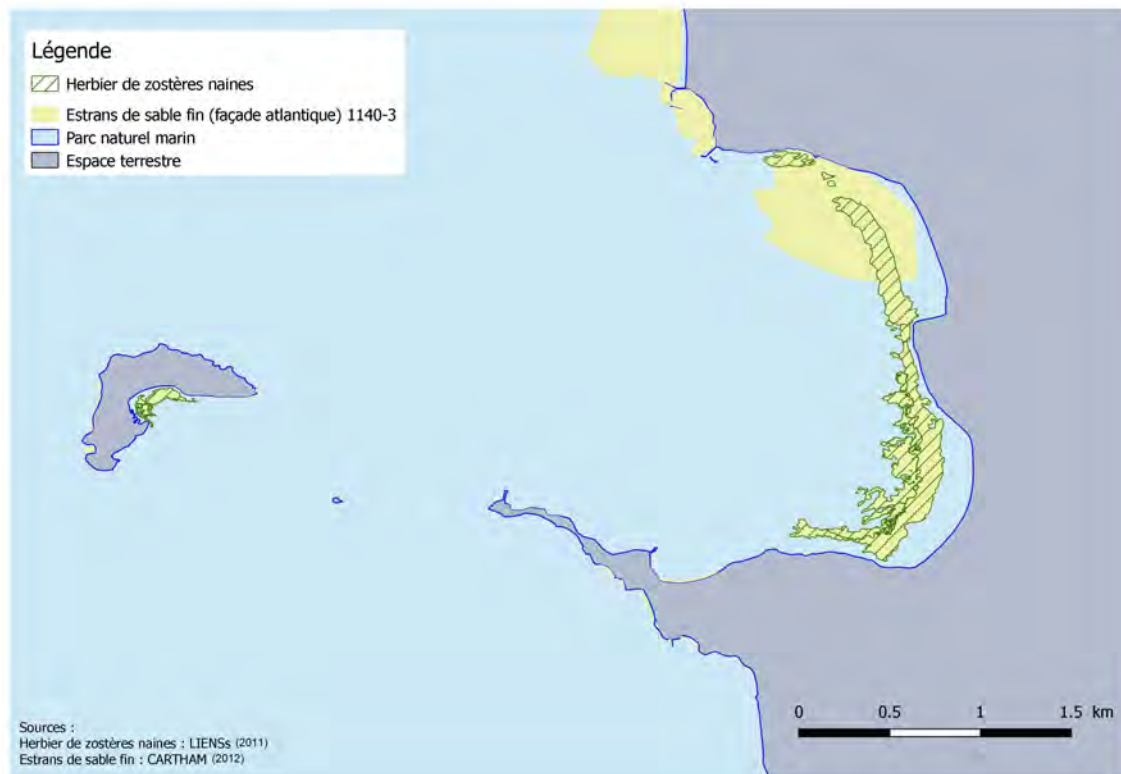 Légende
Herbier de zostères naines
Estrans de sable fin (façade atlantique) 1140-3
Parc naturel marin
Espace terrestre
0 0.5 1 1.5 km
Sources :
Herbier de zostères naines : LIENSs (2011)
Estrans de sable fin : CARTHAM (2012)